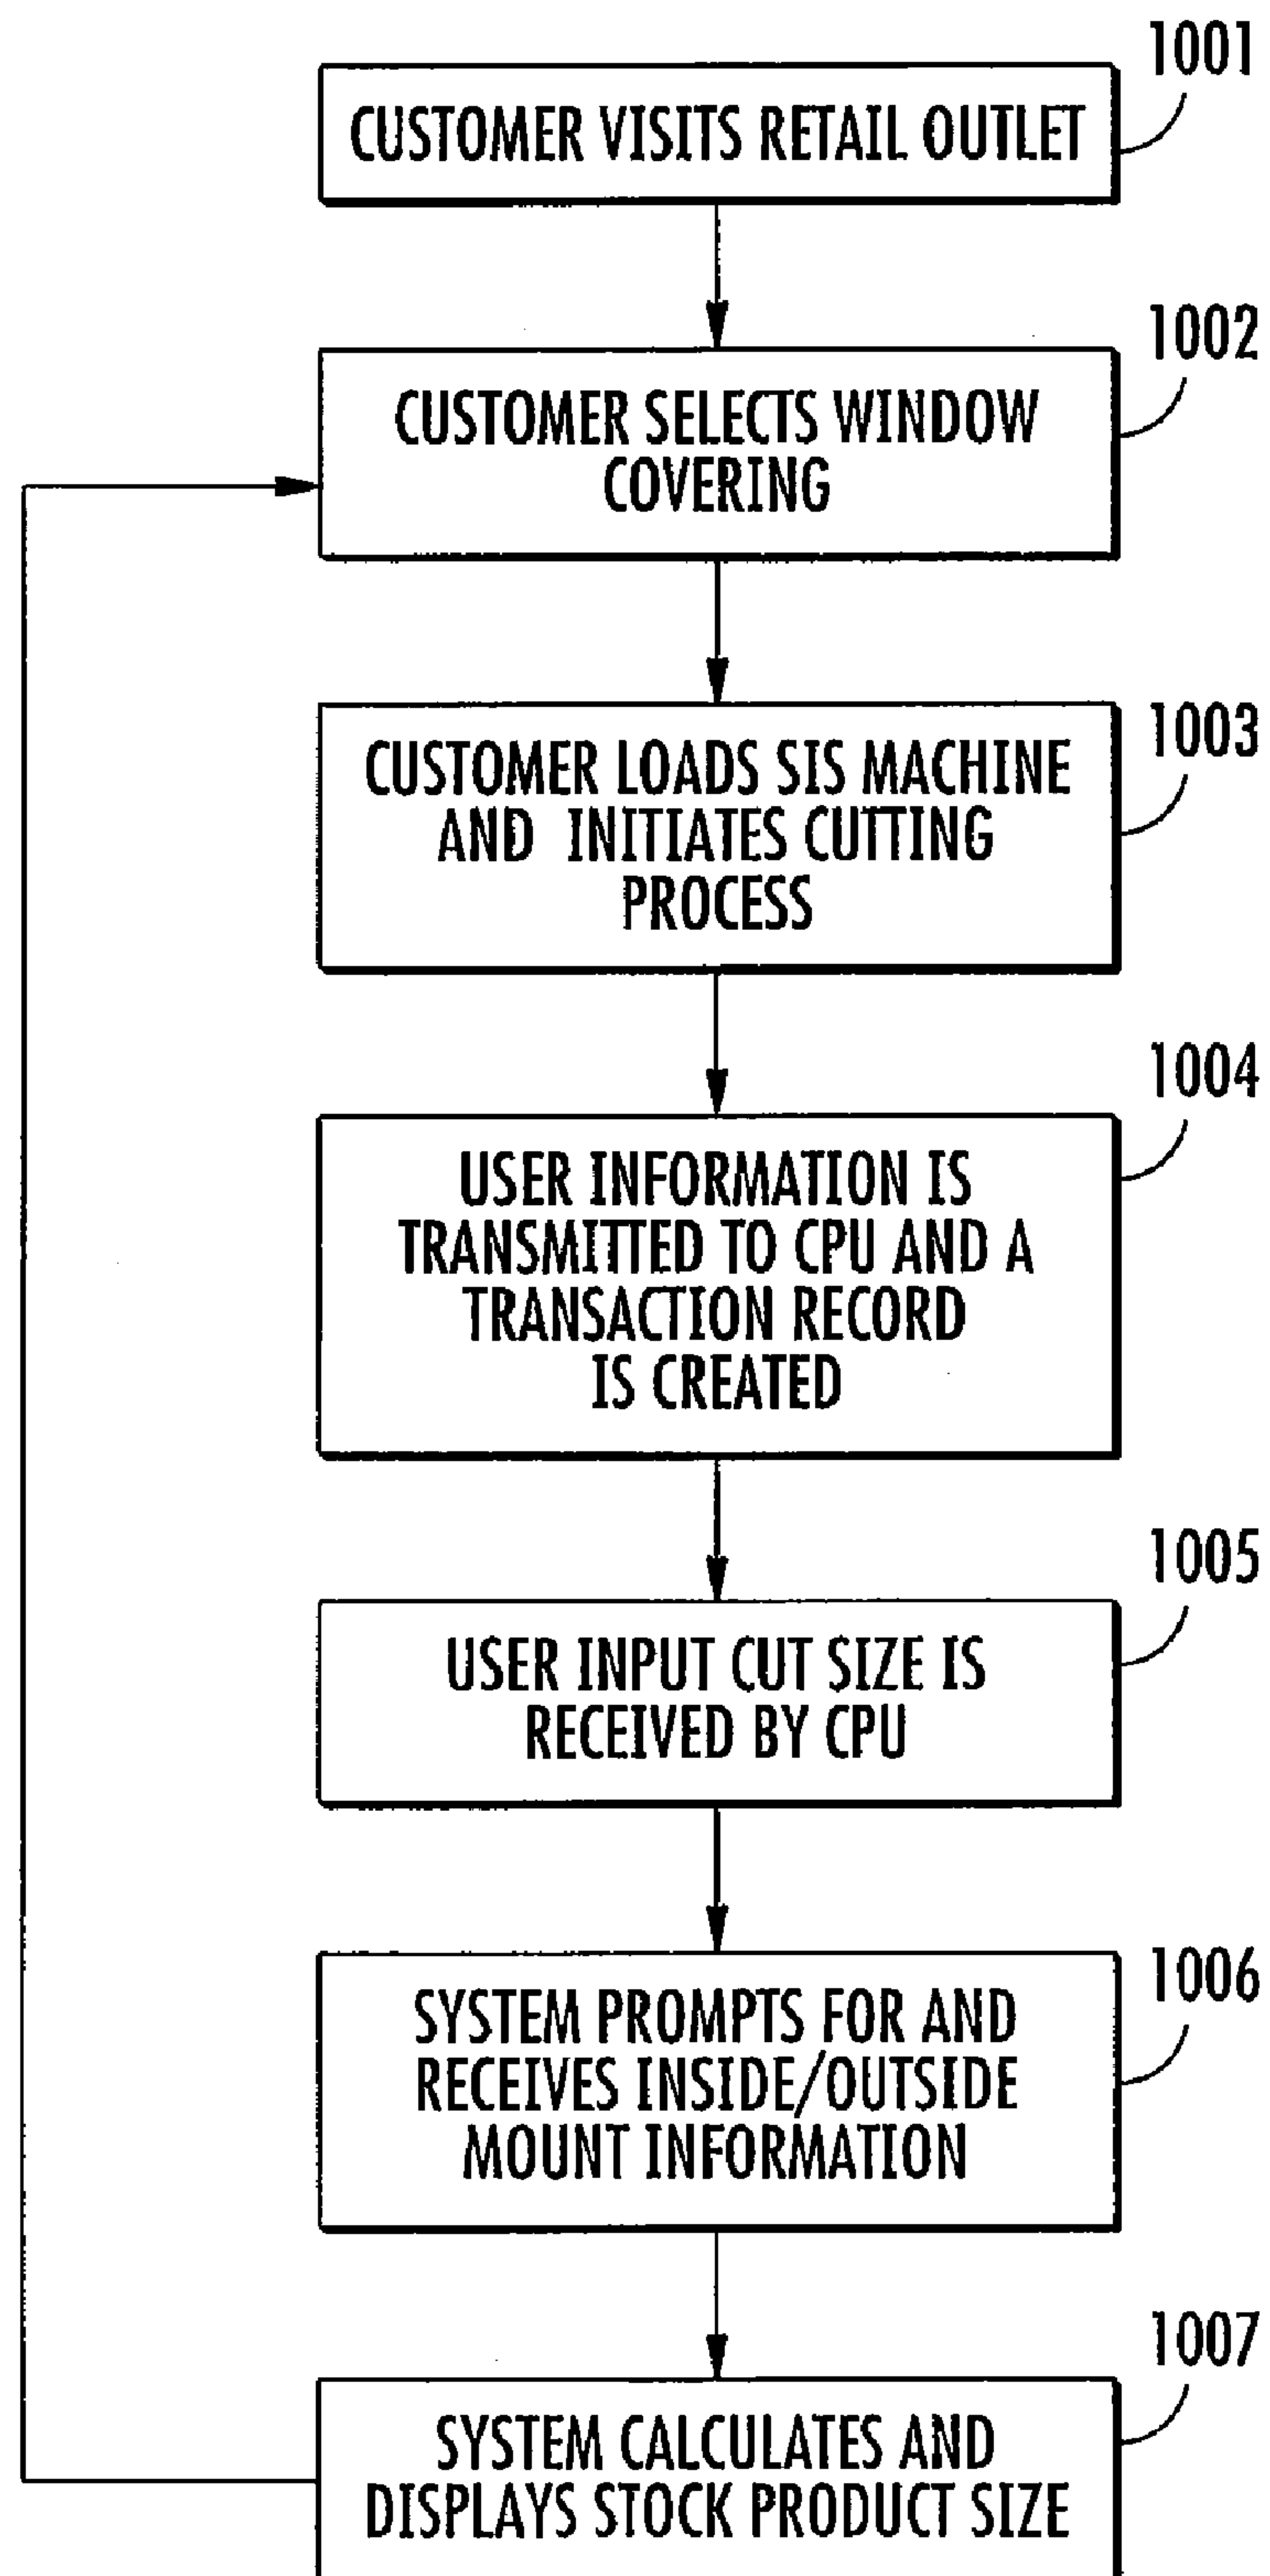 1001
CUSTOMER VISITS RETAIL OUTLET
1002
CUSTOMER SELECTS WINDOW
COVERING
1003
CUSTOMER LOADS SIS MACHINE
AND INITIATES CUTTING
PROCESS
1004
USER INFORMATION IS
TRANSMITTED TO CPU AND A
TRANSACTION RECORD
IS CREATED
1005
USER INPUT CUT SIZE IS
RECEIVED BY CPU
1006
SYSTEM PROMPTS FOR AND
RECEIVES INSIDE/OUTSIDE
MOUNT INFORMATION
1007
SYSTEM CALCULATES AND
DISPLAYS STOCK PRODUCT SIZE